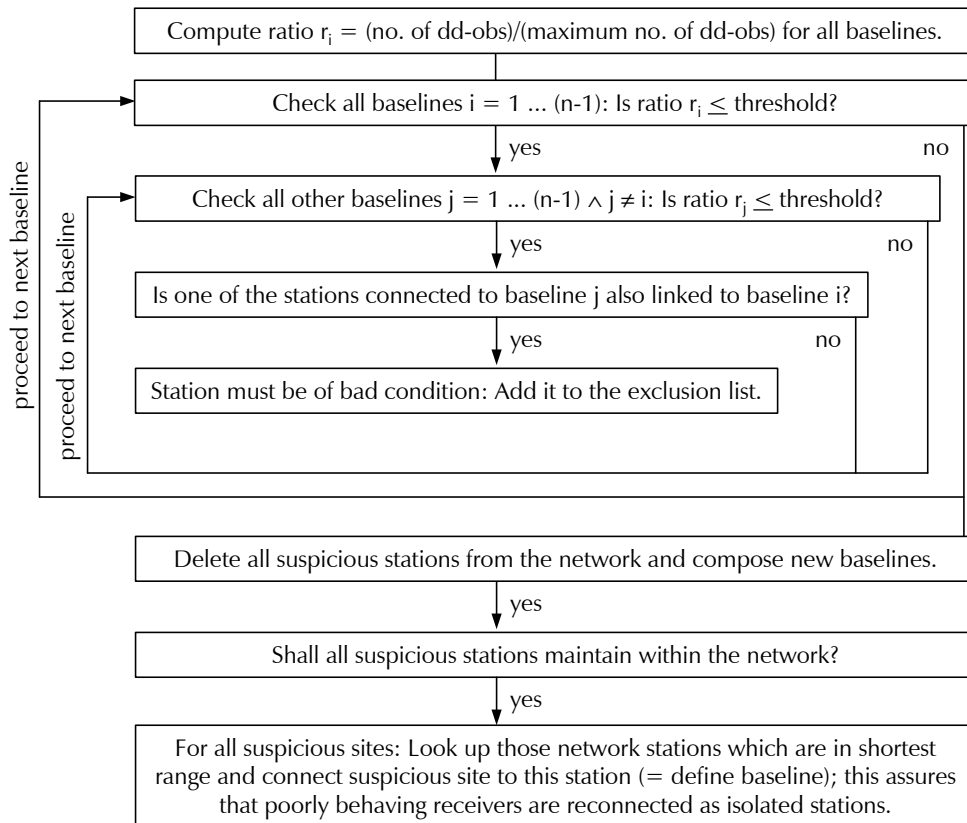 Compute ratio rᵢ = (no. of dd-obs)/(maximum no. of dd-obs) for all baselines.
Check all baselines i = 1 ... (n-1): Is ratio rᵢ ≤ threshold?
yes
no
Check all other baselines j = 1 ... (n-1) ∧ j ≠ i: Is ratio rⱼ ≤ threshold?
yes
no
Is one of the stations connected to baseline j also linked to baseline i?
yes
no
Station must be of bad condition: Add it to the exclusion list.
proceed to next baseline
proceed to next baseline
Delete all suspicious stations from the network and compose new baselines.
yes
Shall all suspicious stations maintain within the network?
yes
For all suspicious sites: Look up those network stations which are in shortest
range and connect suspicious site to this station (= define baseline); this assures
that poorly behaving receivers are reconnected as isolated stations.